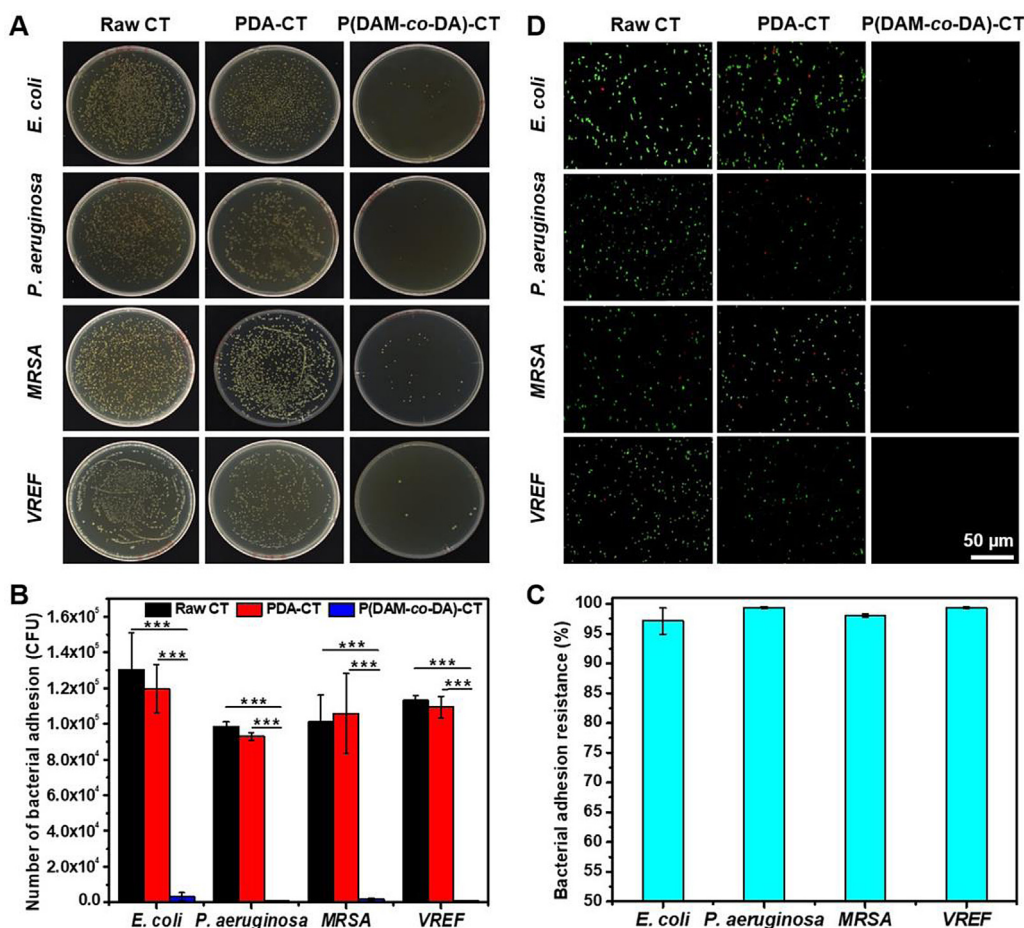 A
Raw CT PDA-CT P(DAM-co-DA)-CT
E. coli
P. aeruginosa
MRSA
VREF
D
Raw CT PDA-CT P(DAM-co-DA)-CT
E. coli
P. aeruginosa
MRSA
VREF
50 µm
B
Number of bacterial adhesion (CFU)
Raw CT PDA-CT P(DAM-co-DA)-CT
1.6x10⁵
1.4x10⁵
1.2x10⁵
1.0x10⁵
8.0x10⁴
6.0x10⁴
4.0x10⁴
2.0x10⁴
0.0
*** ***
*** ***
*** ***
*** ***
E. coli P. aeruginosa MRSA VREF
C
Bacterial adhesion resistance (%)
100
95
90
85
80
75
70
65
60
55
50
E. coli P. aeruginosa MRSA VREF